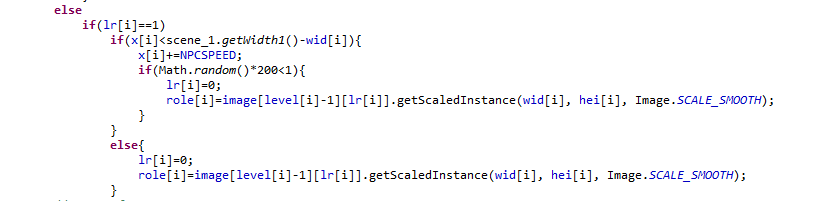 else
if(lr[i]==1)
if(x[i]<scene_1.getWidth1()-wid[i]){
x[i]+=NPCSPEED;
if(Math.random()*200<1){
lr[i]=0;
role[i]=image[level[i]-1][lr[i]].getScaledInstance(wid[i], hei[i], Image.SCALE_SMOOTH);
}
}
else{
lr[i]=0;
role[i]=image[level[i]-1][lr[i]].getScaledInstance(wid[i], hei[i], Image.SCALE_SMOOTH);
}